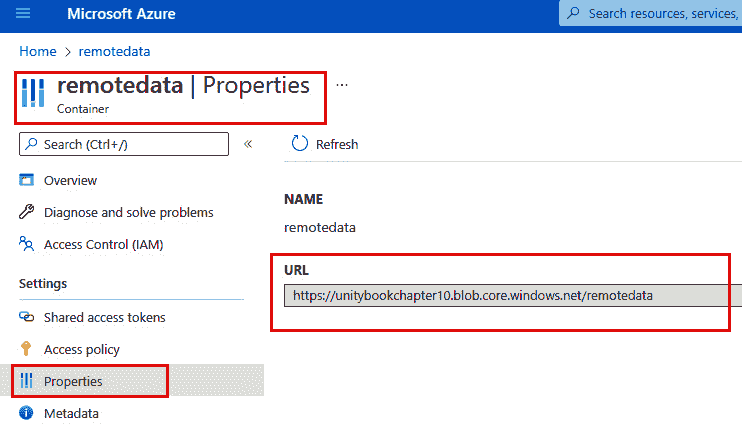 Microsoft Azure
Search resources, services,
Home > remotedata
remotedata | Properties ...
Container
Search (Ctrl+/)
«
Refresh
Overview
Diagnose and solve problems
Access Control (IAM)
Settings
Shared access tokens
Access policy
Properties
Metadata
NAME
remotedata
URL
https://unitybookchapter10.blob.core.windows.net/remotedata